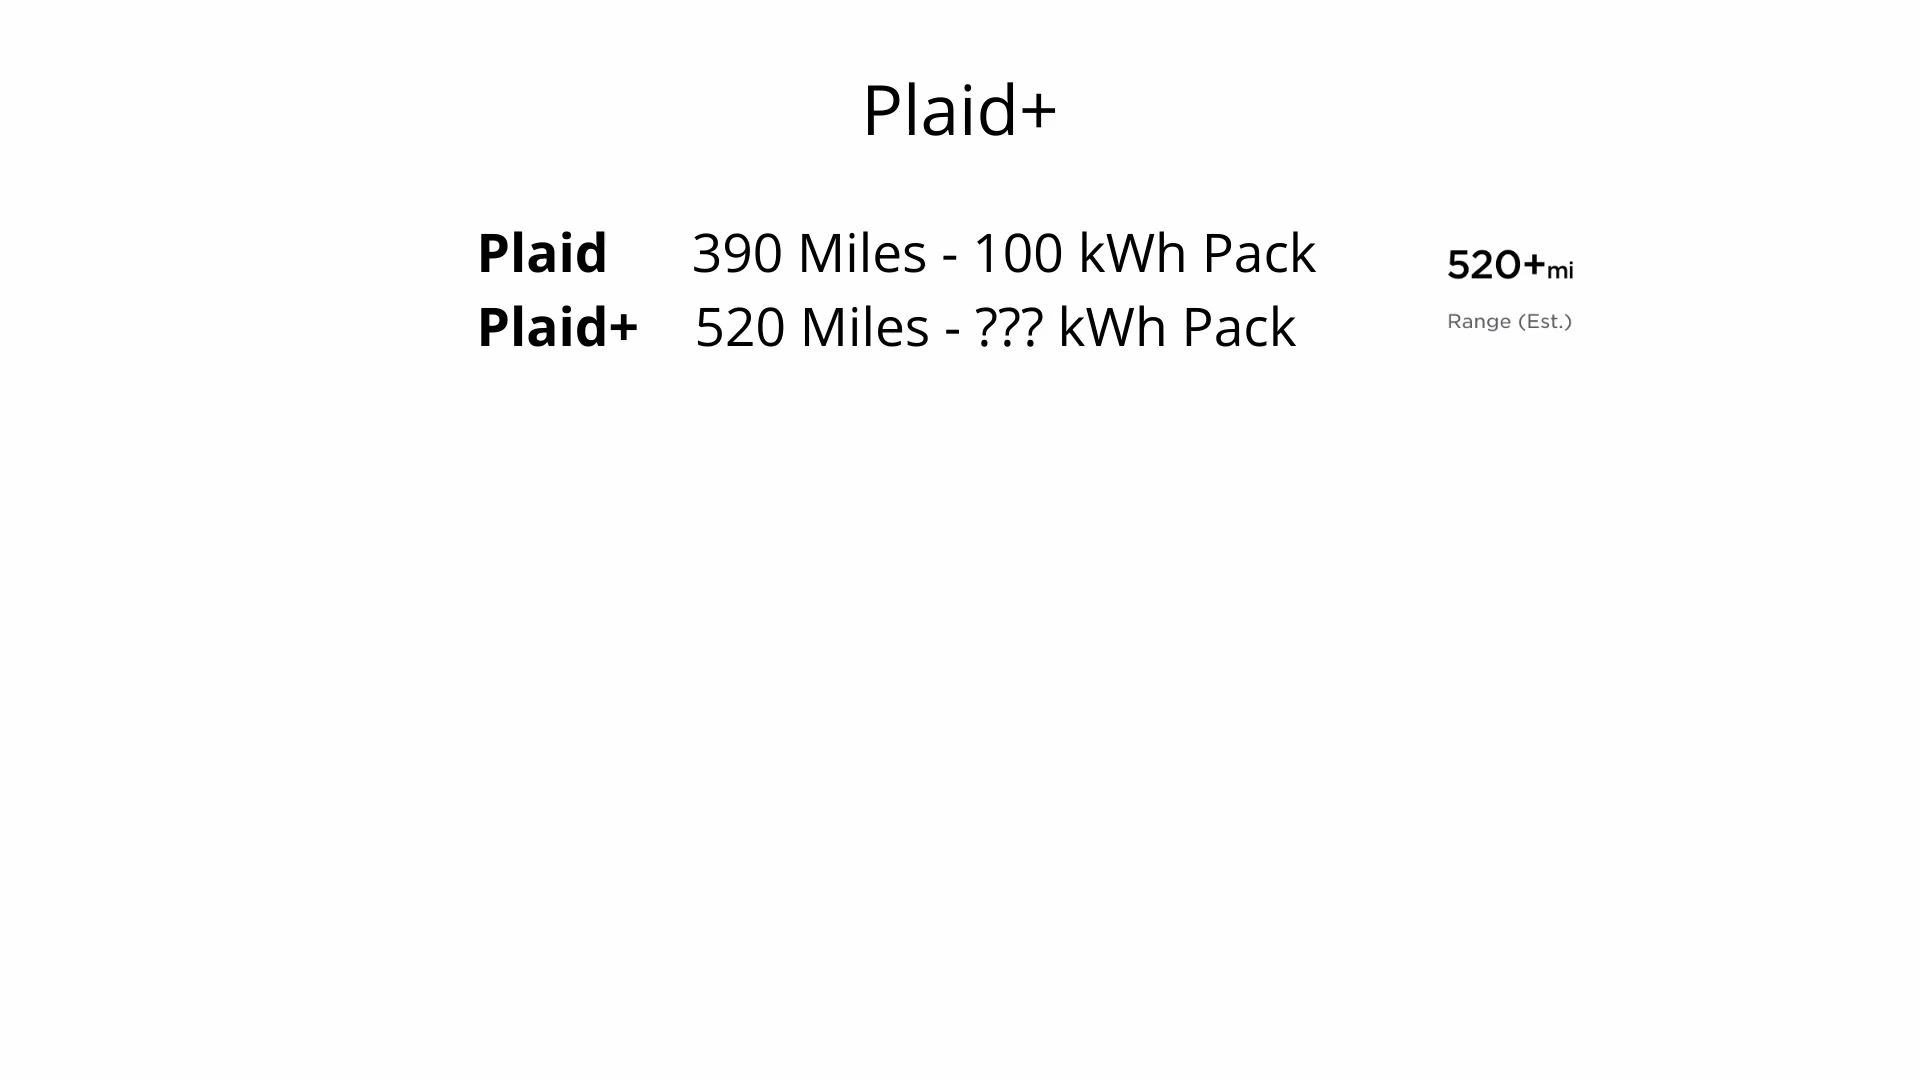 Plaid+
Plaid 390 Miles - 100 kWh Pack
Plaid+ 520 Miles - ??? kWh Pack
520+mi
Range (Est.)